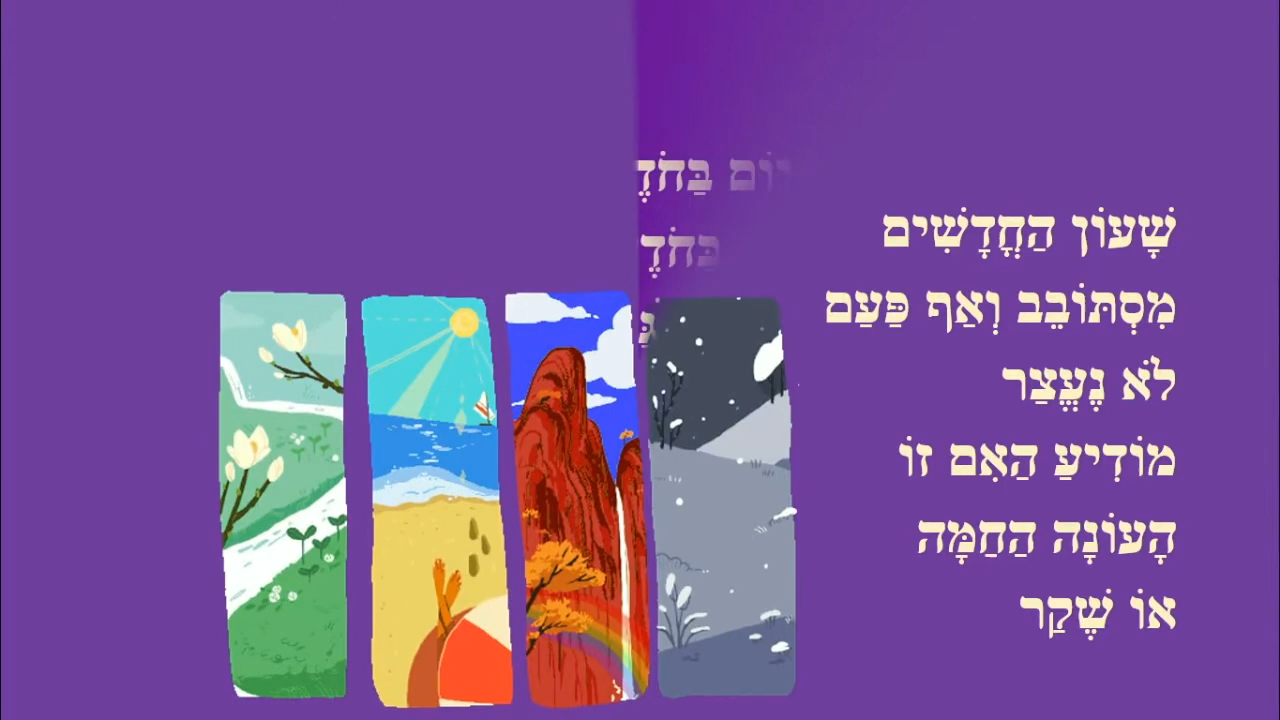 שָׁעוֹן הַחֳדָשִׁים
מִסְתּוֹבֵב וְאַף פַּעַם
לֹא נֶעֱצַר
מוֹדִיעַ הַאִם זוֹ
הָעוֹנָה הַחַמָּה
אוֹ שֶׁקַר